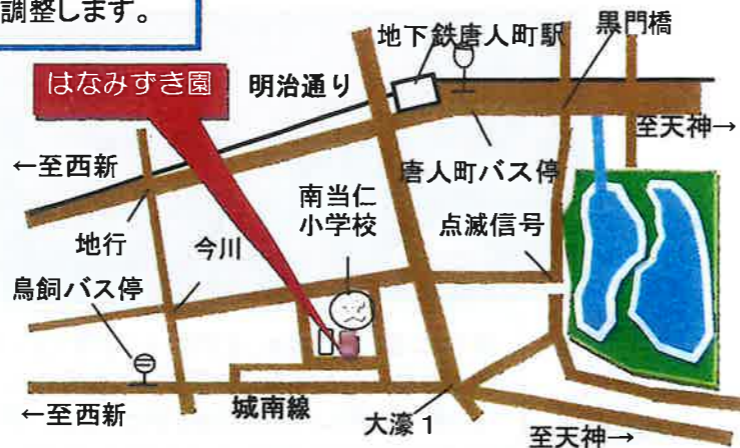 調整します。
地下鉄唐人町駅
黒門橋
はなみずき園
明治通り
至天神→
←至西新
唐人町バス停
南当仁
小学校
点滅信号
地行
今川
鳥飼バス停
←至西新
城南線
大濠1
至天神→